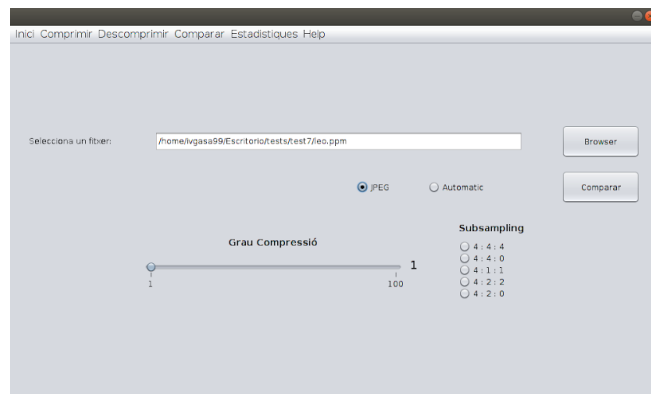 Inici Comprimir Descomprimir Comparar Estadistiques Help
Selecciona un fitxer: /home/ivgasa99/Escritorio/tests/test7/leo.ppm Browser
JPEG Automatic Comparar
Grau Compressió
1
1 100
Subsampling
4 : 4 : 4
4 : 4 : 0
4 : 1 : 1
4 : 2 : 2
4 : 2 : 0